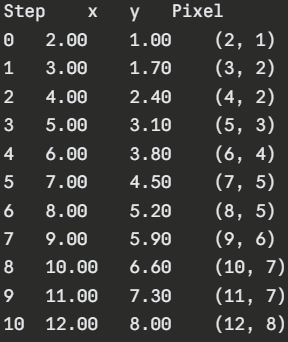 Step x y Pixel
0 2.00 1.00 (2, 1)
1 3.00 1.70 (3, 2)
2 4.00 2.40 (4, 2)
3 5.00 3.10 (5, 3)
4 6.00 3.80 (6, 4)
5 7.00 4.50 (7, 5)
6 8.00 5.20 (8, 5)
7 9.00 5.90 (9, 6)
8 10.00 6.60 (10, 7)
9 11.00 7.30 (11, 7)
10 12.00 8.00 (12, 8)